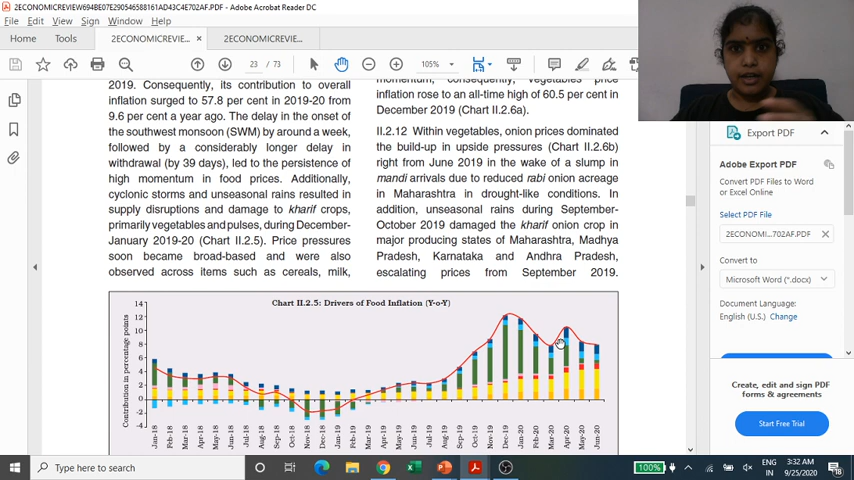 2ECONOMICREVIE694BE07E290546588161AD43C4E702AF.PDF - Adobe Acrobat Reader DC
File Edit View Sign Window Help
Home Tools 2ECONOMICREVIE... × 2ECONOMICREVIE...
23 / 73 105%
2019. Consequently, its contribution to overall
inflation surged to 57.8 per cent in 2019-20 from
9.6 per cent a year ago. The delay in the onset of
the southwest monsoon (SWM) by around a week,
followed by a considerably longer delay in
withdrawal (by 39 days), led to the persistence of
high momentum in food prices. Additionally,
cyclonic storms and unseasonal rains resulted in
supply disruptions and damage to kharif crops,
primarily vegetables and pulses, during December-
January 2019-20 (Chart II.2.5). Price pressures
soon became broad-based and were also
observed across items such as cereals, milk,
momentum, consequently, vegetables price
inflation rose to an all-time high of 60.5 per cent in
December 2019 (Chart II.2.6a).
II.2.12 Within vegetables, onion prices dominated
the build-up in upside pressures (Chart II.2.6b)
right from June 2019 in the wake of a slump in
mandi arrivals due to reduced rabi onion acreage
in Maharashtra in drought-like conditions. In
addition, unseasonal rains during September-
October 2019 damaged the kharif onion crop in
major producing states of Maharashtra, Madhya
Pradesh, Karnataka and Andhra Pradesh,
escalating prices from September 2019.
Chart II.2.5: Drivers of Food Inflation (Y-o-Y)
Contribution in percentage points
14
12
10
8
6
4
2
0
-2
-4
Jan-18 Feb-18 Mar-18 Apr-18 May-18 Jun-18 Jul-18 Aug-18 Sep-18 Oct-18 Nov-18 Dec-18 Jan-19 Feb-19 Mar-19 Apr-19 May-19 Jun-19 Jul-19 Aug-19 Sep-19 Oct-19 Nov-19 Dec-19 Jan-20 Feb-20 Mar-20 Apr-20 May-20 Jun-20
Export PDF
Adobe Export PDF
Convert PDF Files to Word
or Excel Online
Select PDF File
2ECONOMI...702AF.PDF ×
Convert to
Microsoft Word (*.docx)
Document Language:
English (U.S.) Change
Create, edit and sign PDF
forms & agreements
Start Free Trial
Type here to search
100%
ENG
IN
3:32 AM
9/25/2020
18